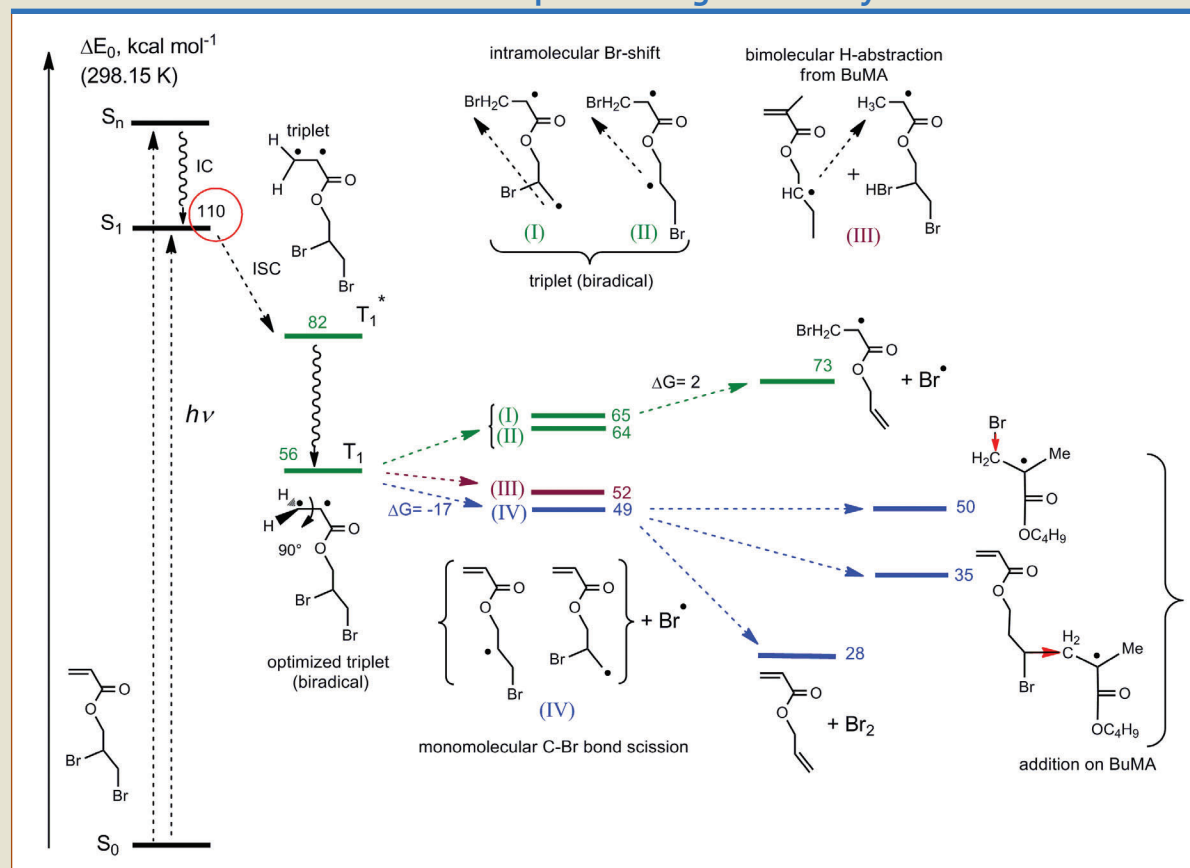 ΔE₀, kcal mol⁻¹
(298.15 K)
Sₙ
IC
S₁
110
ISC
hν
S₀
O
O
Br
Br
triplet
H
H
O
O
Br
Br
T₁*
82
56
T₁
H
H
90°
O
O
Br
Br
optimized triplet
(biradical)
intramolecular Br-shift
BrH₂C
O
O
Br
(I)
BrH₂C
O
O
Br
(II)
triplet (biradical)
bimolecular H-abstraction
from BuMA
O
O
HC
+
H₃C
O
O
HBr
Br
(III)
(I)
65
(II)
64
ΔG= 2
73
BrH₂C
O
O
+ Br•
(III)
52
ΔG= -17
(IV)
49
O
O
Br
O
O
Br
+ Br•
(IV)
monomolecular C-Br bond scission
50
35
28
O
O
+ Br₂
Br
H₂C
Me
O
OC₄H₉
O
O
Br
H₂
C
Me
O
OC₄H₉
addition on BuMA